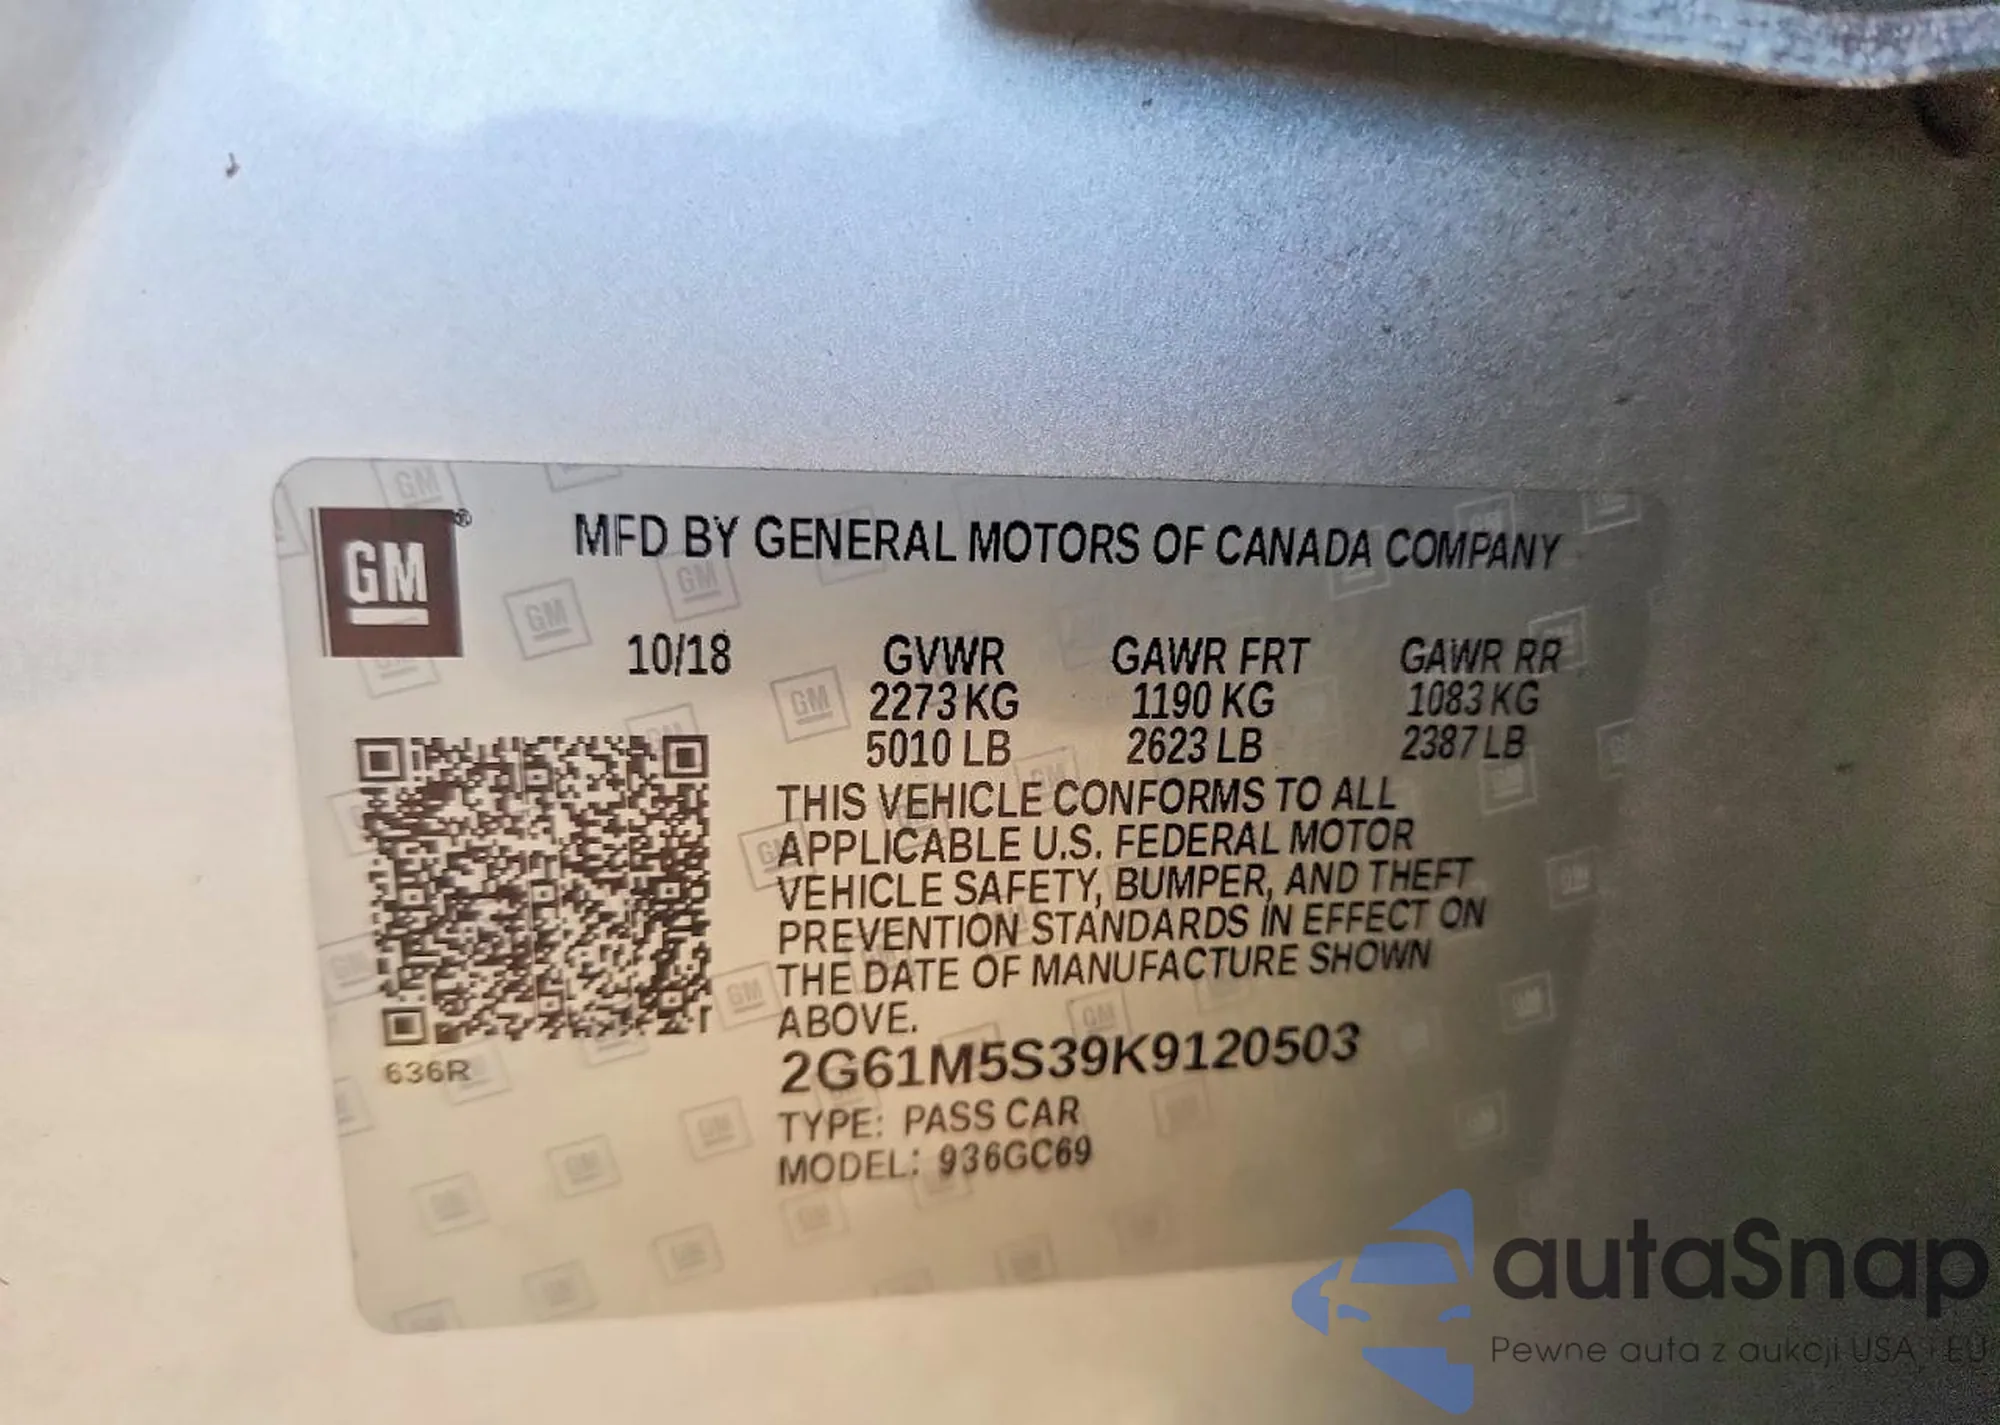 GM®
MFD BY GENERAL MOTORS OF CANADA COMPANY
10/18 GVWR GAWR FRT GAWR RR
2273 KG 1190 KG 1083 KG
5010 LB 2623 LB 2387 LB
THIS VEHICLE CONFORMS TO ALL
APPLICABLE U.S. FEDERAL MOTOR
VEHICLE SAFETY, BUMPER, AND THEFT
PREVENTION STANDARDS IN EFFECT ON
THE DATE OF MANUFACTURE SHOWN
ABOVE.
636R
2G61M5S39K9120503
TYPE: PASS CAR
MODEL: 936GC69
autaSnap
Pewne auta z aukcji USA i EU